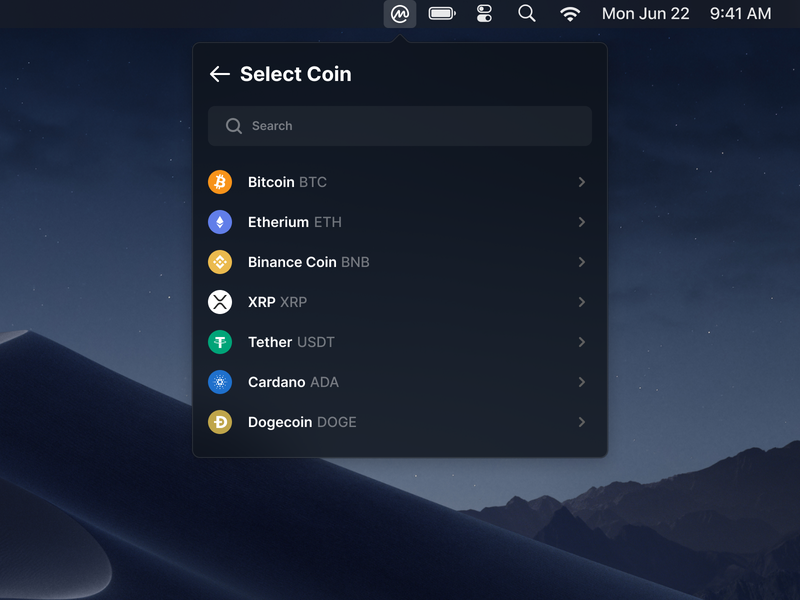 Mon Jun 22 9:41 AM
Select Coin
Search
Bitcoin BTC
Etherium ETH
Binance Coin BNB
XRP XRP
Tether USDT
Cardano ADA
Dogecoin DOGE